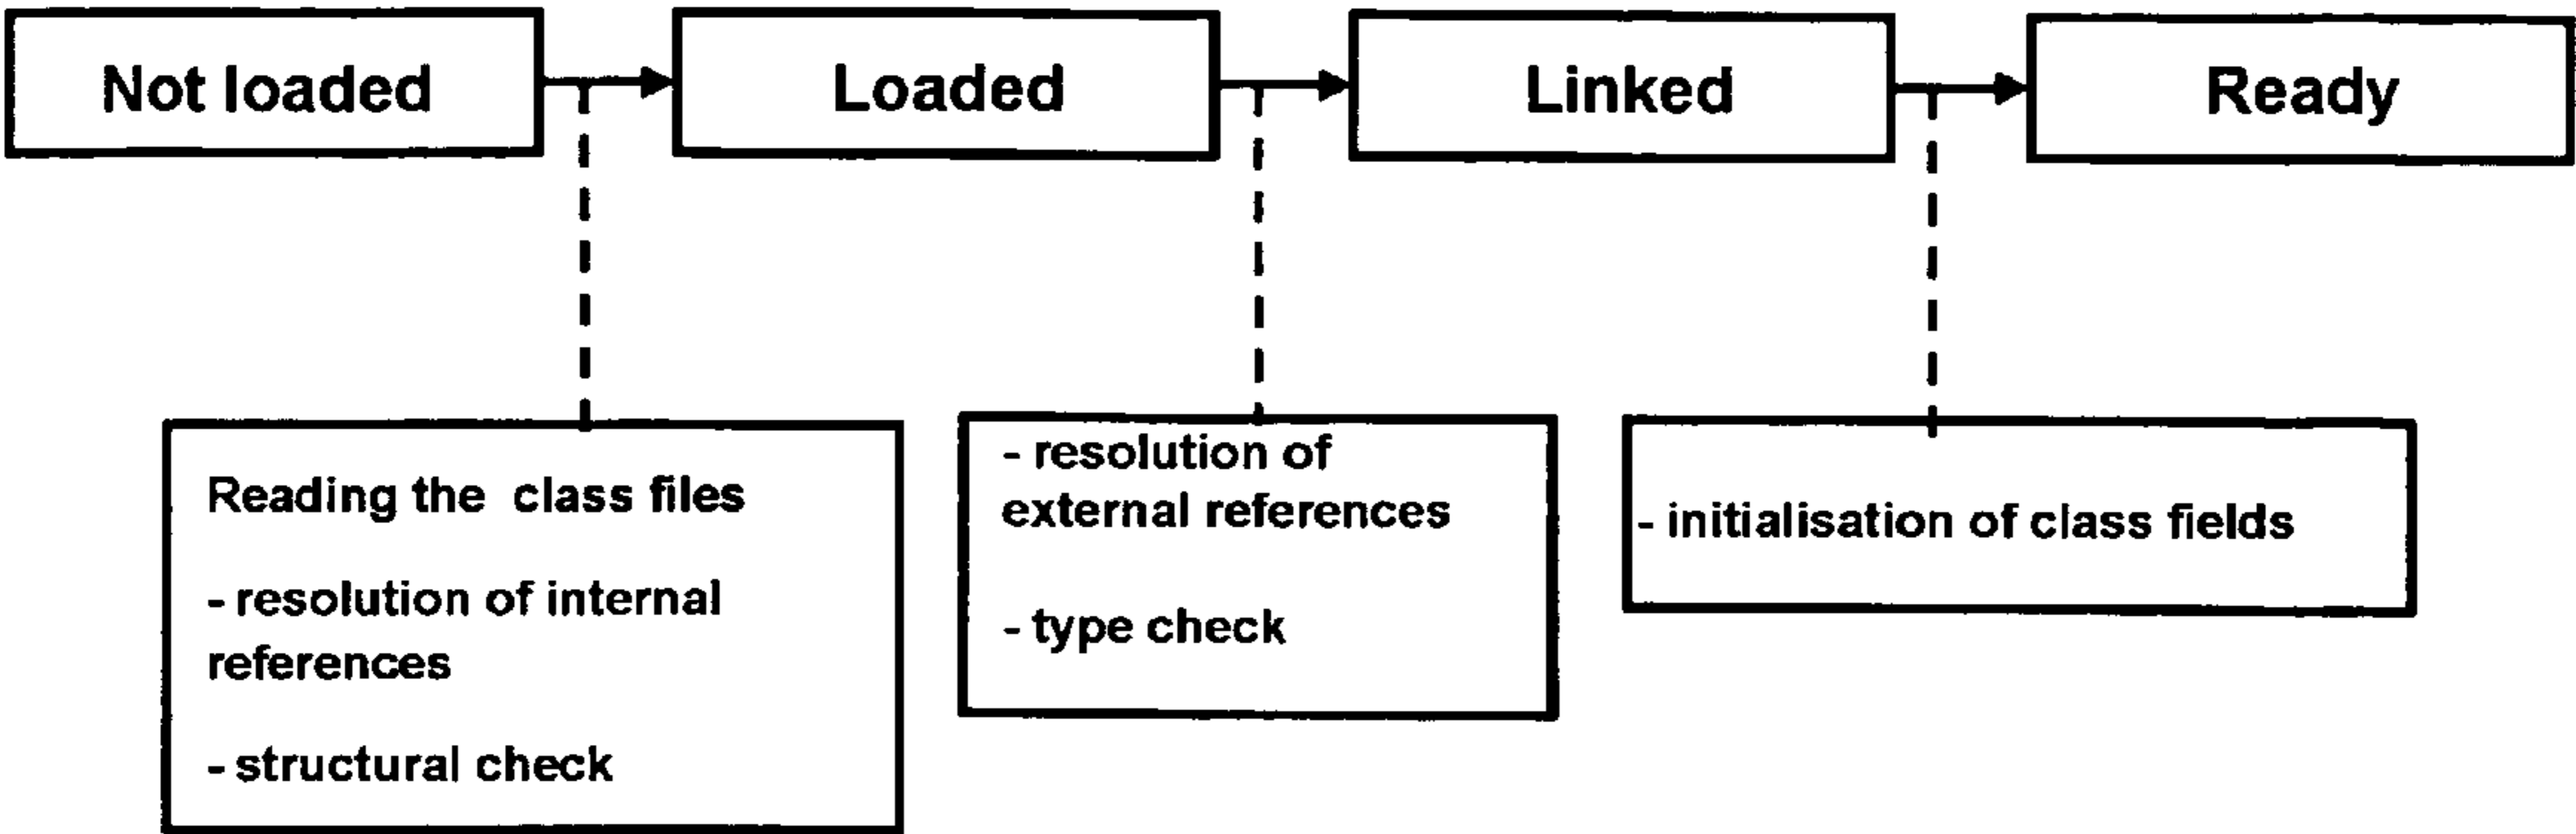 Not loaded
Loaded
Linked
Ready
Reading the class files
- resolution of internal
references
- structural check
- resolution of
external references
- type check
- initialisation of class fields